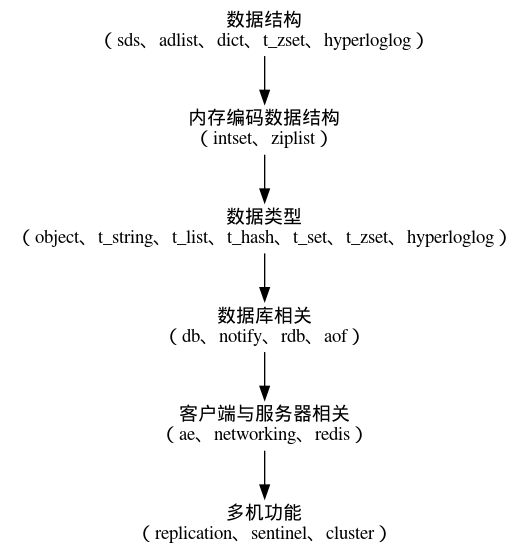 数据结构
（sds、adlist、dict、t_zset、hyperloglog）
内存编码数据结构
（intset、ziplist）
数据类型
（object、t_string、t_list、t_hash、t_set、t_zset、hyperloglog）
数据库相关
（db、notify、rdb、aof）
客户端与服务器相关
（ae、networking、redis）
多机功能
（replication、sentinel、cluster）